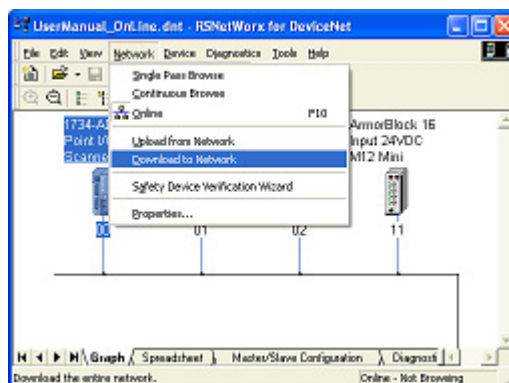 UserManual_OnLine.dnt - RSNetWorx for DeviceNet
File Edit View Network Device Diagnostics Tools Help
Single Pass Browse
Continuous Browse
Online F10
Upload from Network
Download to Network
Safety Device Verification Wizard
Properties...
1734-A
Point I/
Scanne
ArmorBlock 16
Input 24VDC
M12 Mini
00 01 02 11
Graph Spreadsheet Master/Slave Configuration Diagnosti
Download the entire network. Online - Not Browsing